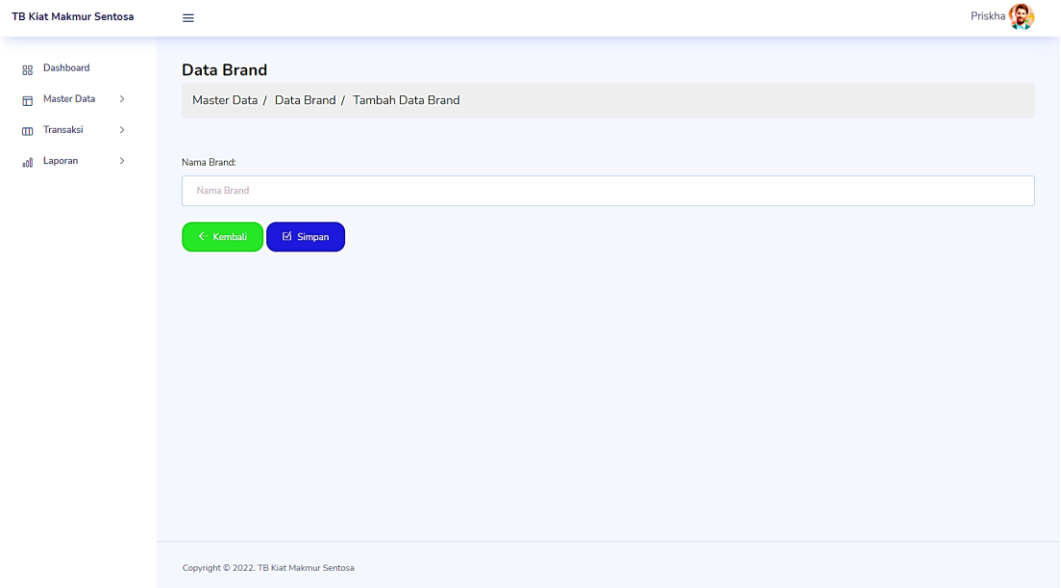 TB Kiat Makmur Sentosa
Priskha
Dashboard
Master Data
Transaksi
Laporan
Data Brand
Master Data / Data Brand / Tambah Data Brand
Nama Brand:
Nama Brand
Kembali
Simpan
Copyright © 2022. TB Kiat Makmur Sentosa